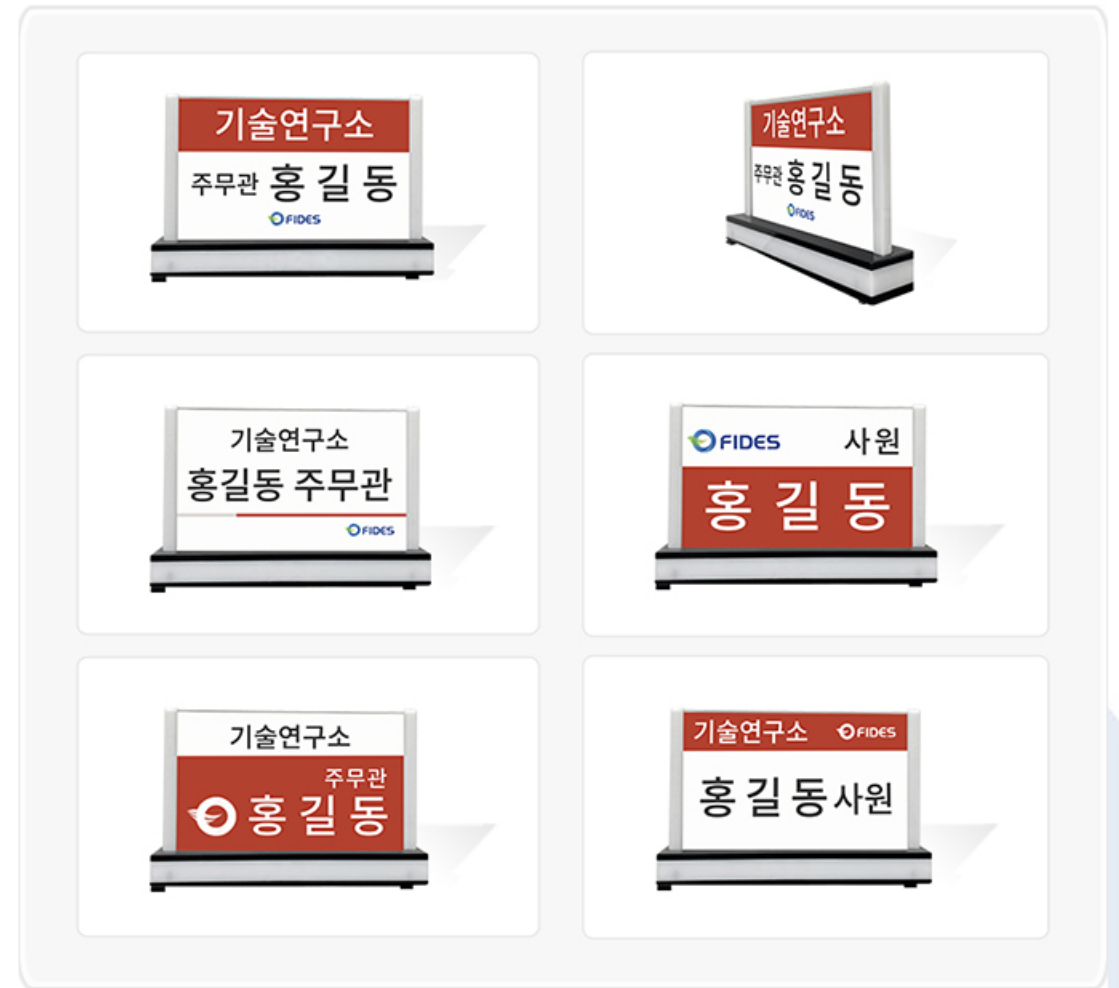 기술연구소
주무관 홍 길 동
FIDES
기술연구소
주무관 홍 길 동
FIDES
기술연구소
홍길동 주무관
FIDES
FIDES 사원
홍 길 동
기술연구소
주무관
홍 길 동
기술연구소 FIDES
홍 길 동 사원